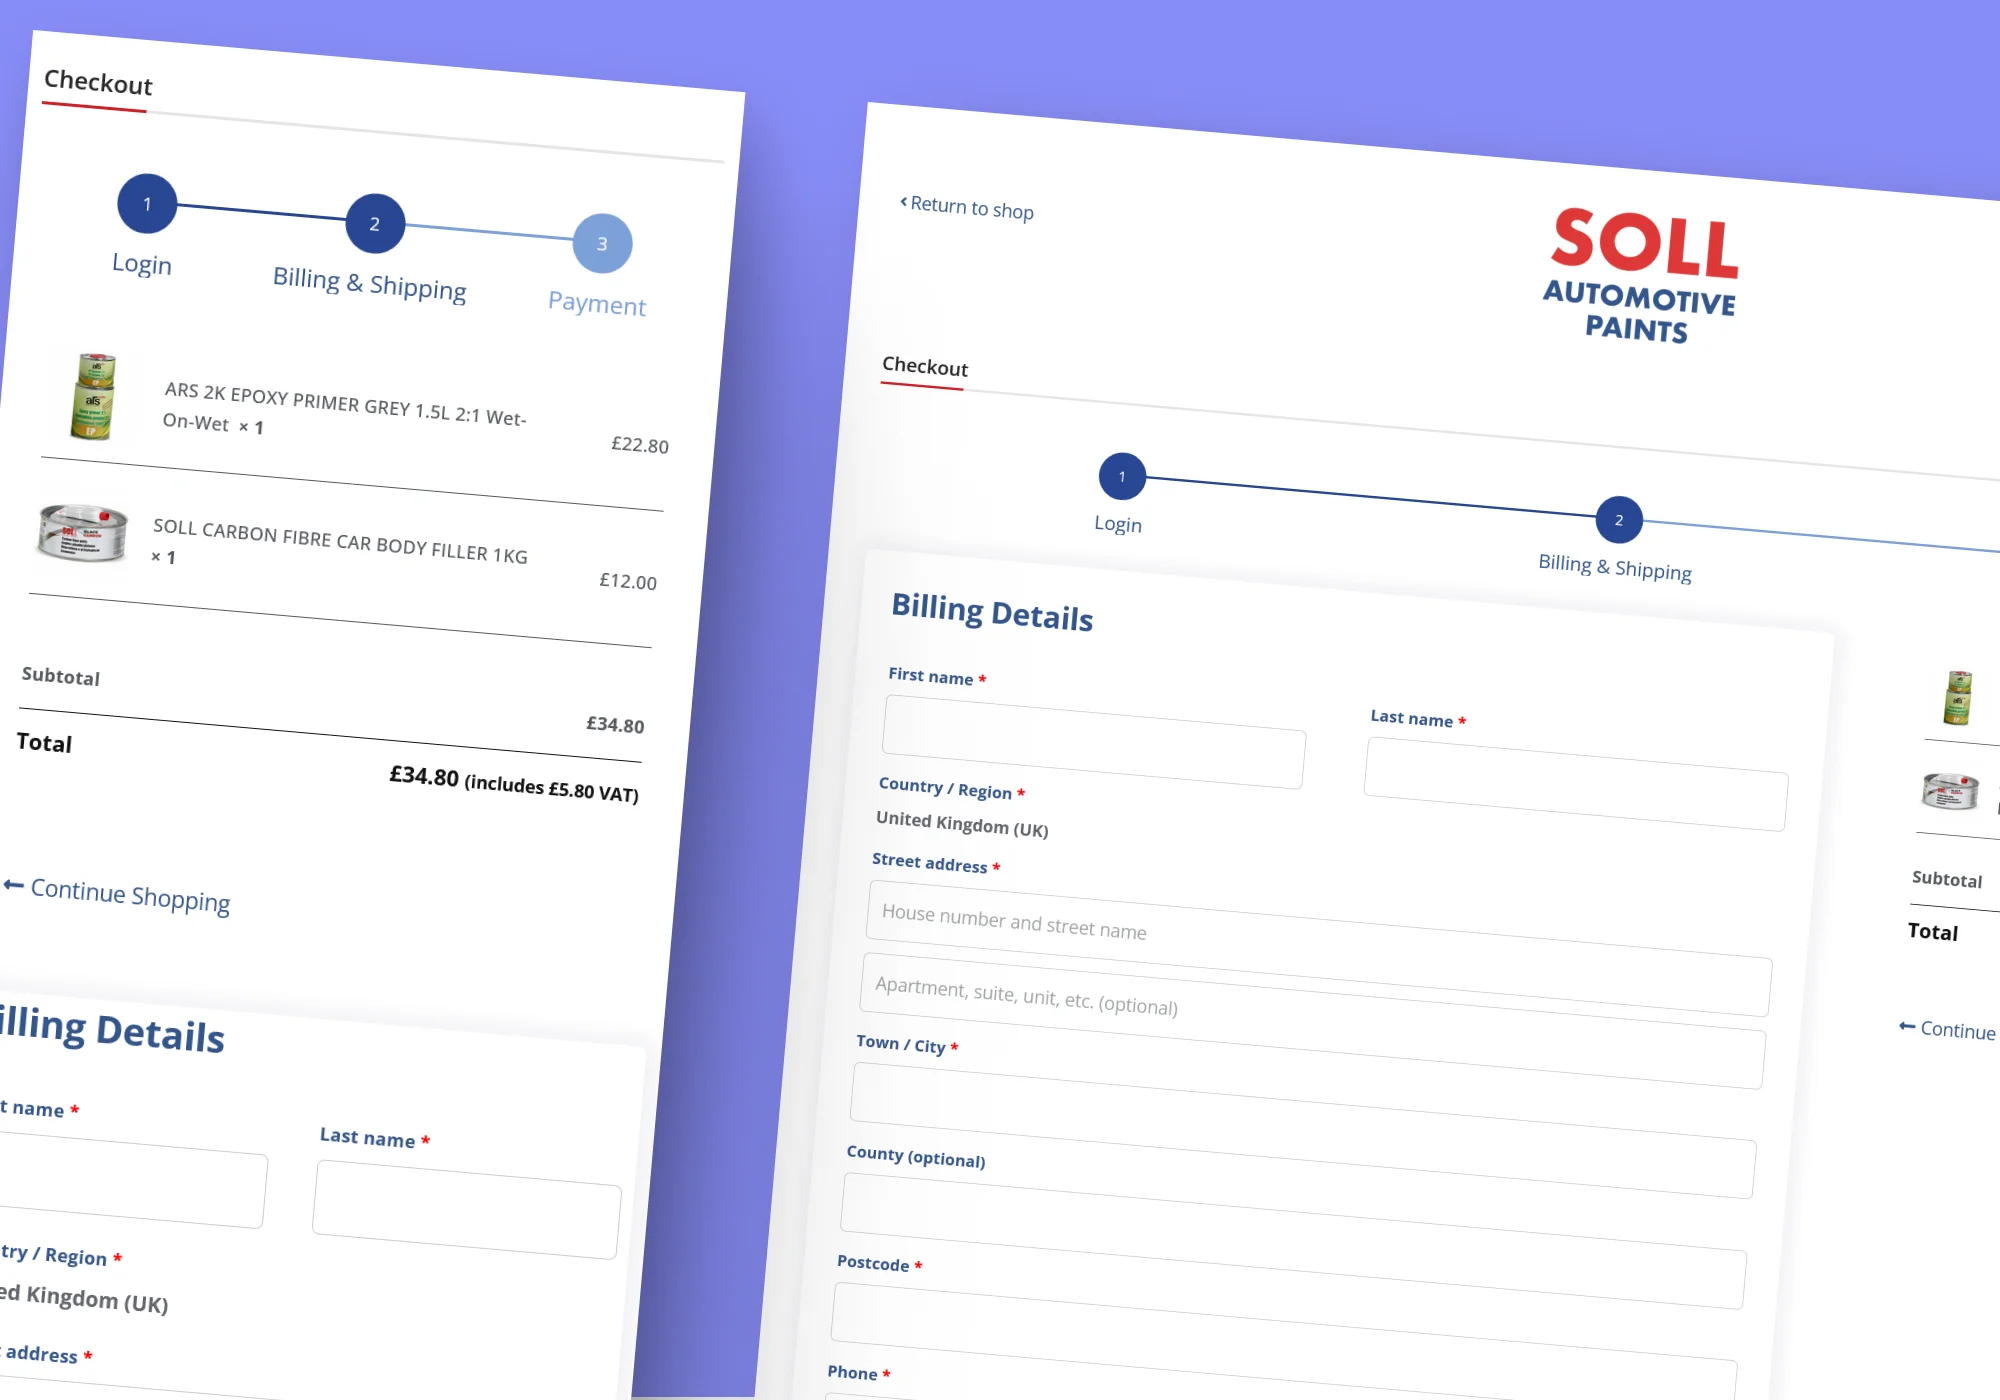 Checkout
1
2
3
Login
Billing & Shipping
Payment
ARS 2K EPOXY PRIMER GREY 1.5L 2:1 Wet-
On-Wet × 1
£22.80
SOLL CARBON FIBRE CAR BODY FILLER 1KG
× 1
£12.00
Subtotal
£34.80
Total
£34.80 (includes £5.80 VAT)
Continue Shopping
illing Details
t name *
Last name *
try / Region *
ed Kingdom (UK)
address *
Return to shop
SOLL
AUTOMOTIVE
PAINTS
Checkout
1
2
Login
Billing & Shipping
Billing Details
First name *
Last name *
Country / Region *
United Kingdom (UK)
Street address *
House number and street name
Apartment, suite, unit, etc. (optional)
Town / City *
County (optional)
Postcode *
Phone *
Subtotal
Total
Continue